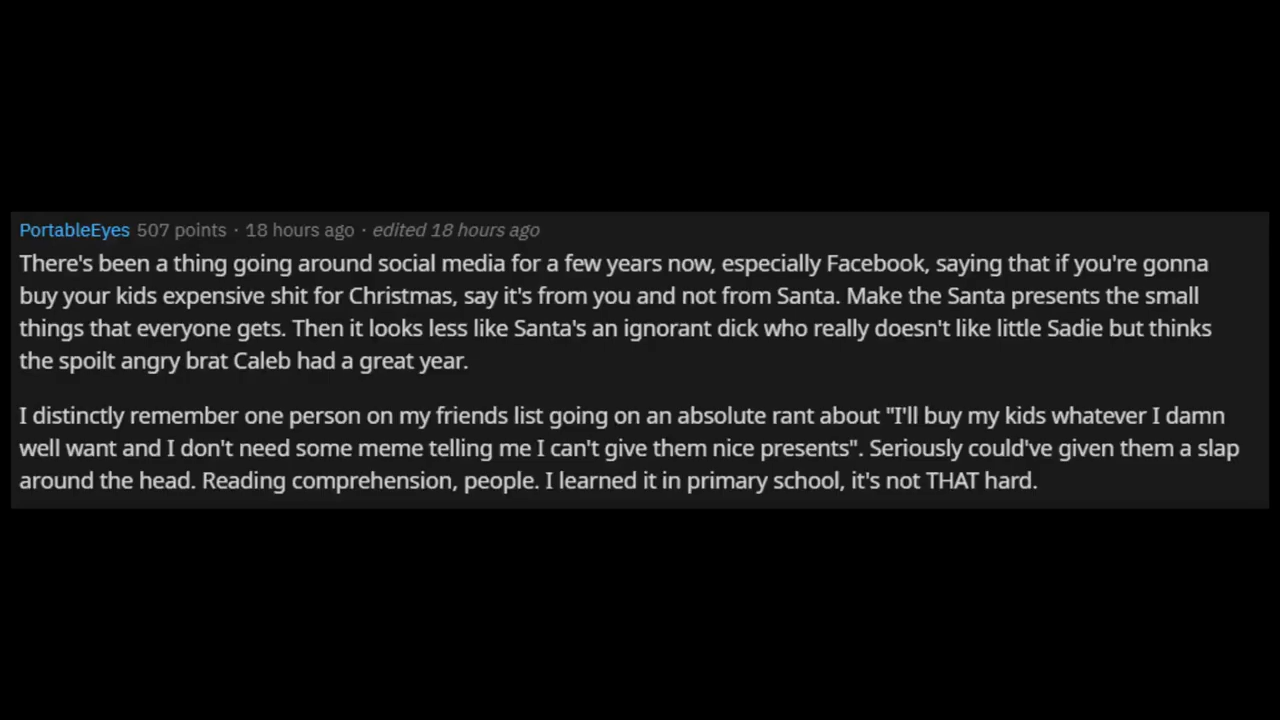 PortableEyes 507 points · 18 hours ago · edited 18 hours ago
There's been a thing going around social media for a few years now, especially Facebook, saying that if you're gonna
buy your kids expensive shit for Christmas, say it's from you and not from Santa. Make the Santa presents the small
things that everyone gets. Then it looks less like Santa's an ignorant dick who really doesn't like little Sadie but thinks
the spoilt angry brat Caleb had a great year.
I distinctly remember one person on my friends list going on an absolute rant about "I'll buy my kids whatever I damn
well want and I don't need some meme telling me I can't give them nice presents". Seriously could've given them a slap
around the head. Reading comprehension, people. I learned it in primary school, it's not THAT hard.